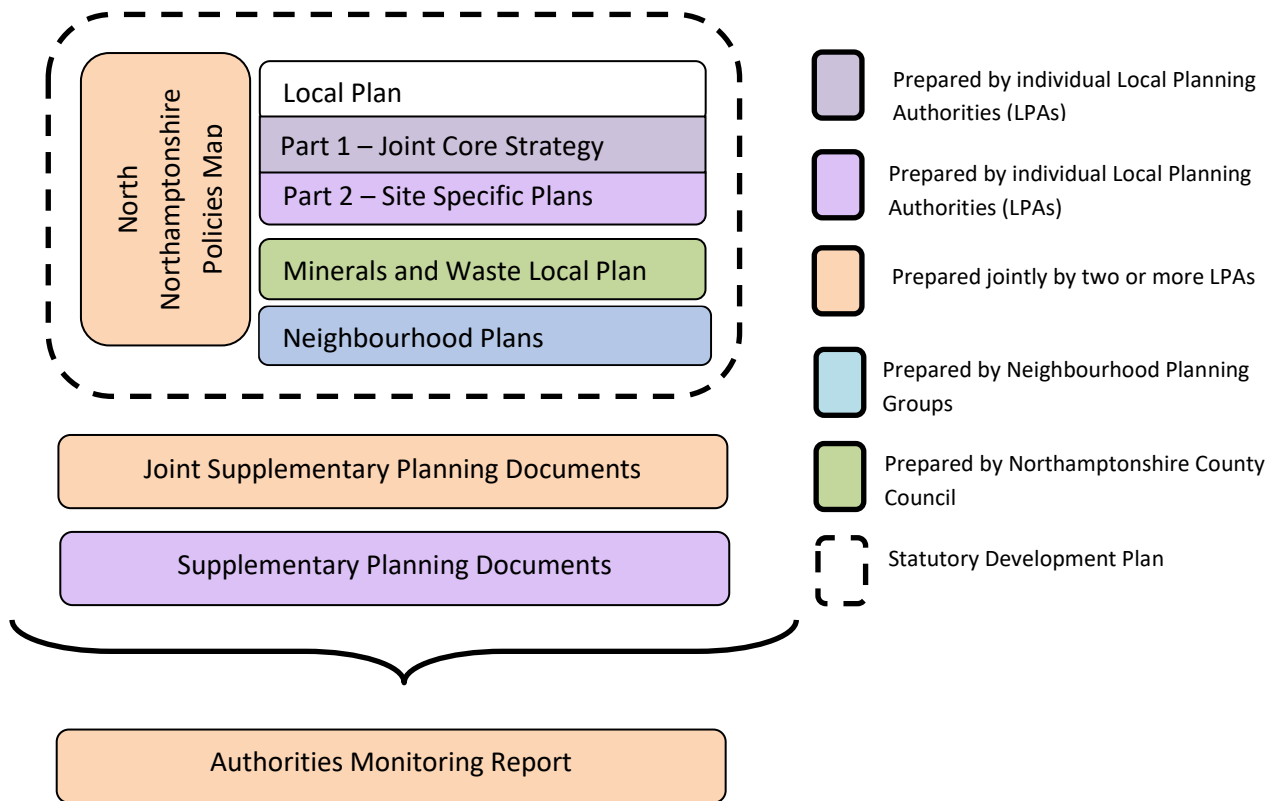 North
Northamptonshire
Policies Map
Local Plan
Part 1 – Joint Core Strategy
Part 2 – Site Specific Plans
Minerals and Waste Local Plan
Neighbourhood Plans
Joint Supplementary Planning Documents
Supplementary Planning Documents
Authorities Monitoring Report
Prepared by individual Local Planning
Authorities (LPAs)
Prepared by individual Local Planning
Authorities (LPAs)
Prepared jointly by two or more LPAs
Prepared by Neighbourhood Planning
Groups
Prepared by Northamptonshire County
Council
Statutory Development Plan